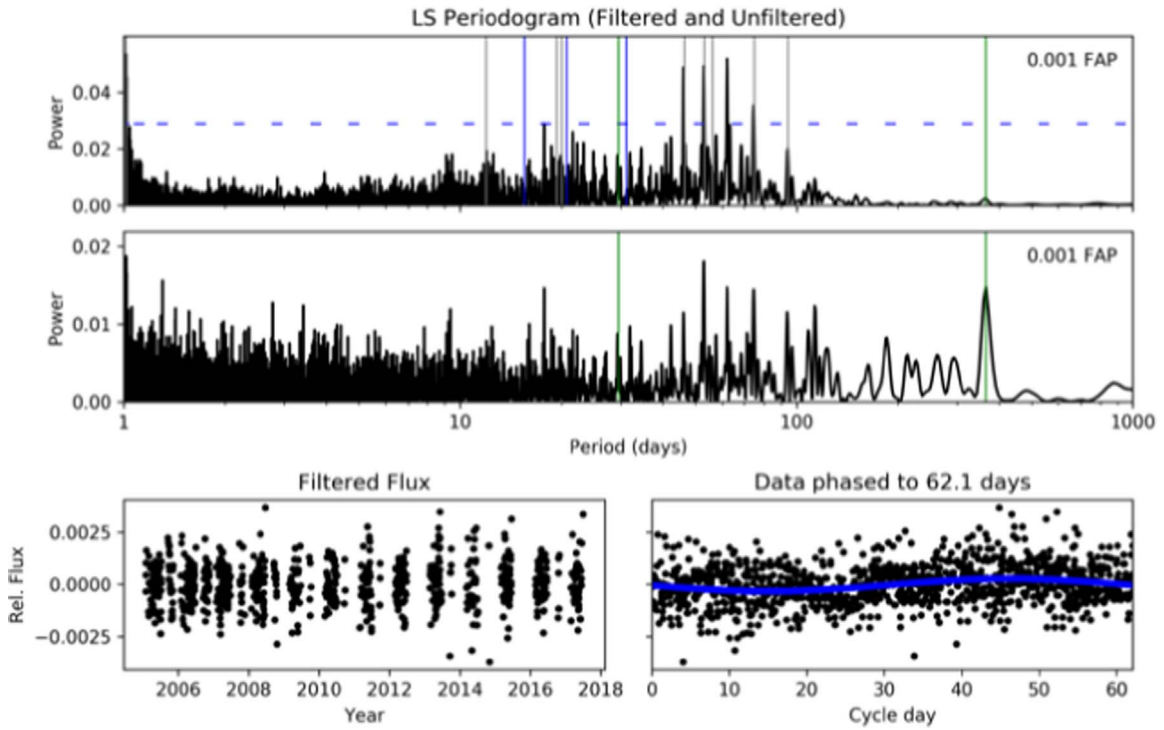 LS Periodogram (Filtered and Unfiltered)
0.001 FAP
Power
0.04
0.02
0.00
0.001 FAP
Power
0.02
0.01
0.00
1 10 100 1000
Period (days)
Filtered Flux
Rel. Flux
0.0025
0.0000
−0.0025
2006 2008 2010 2012 2014 2016 2018
Year
Data phased to 62.1 days
0 10 20 30 40 50 60
Cycle day